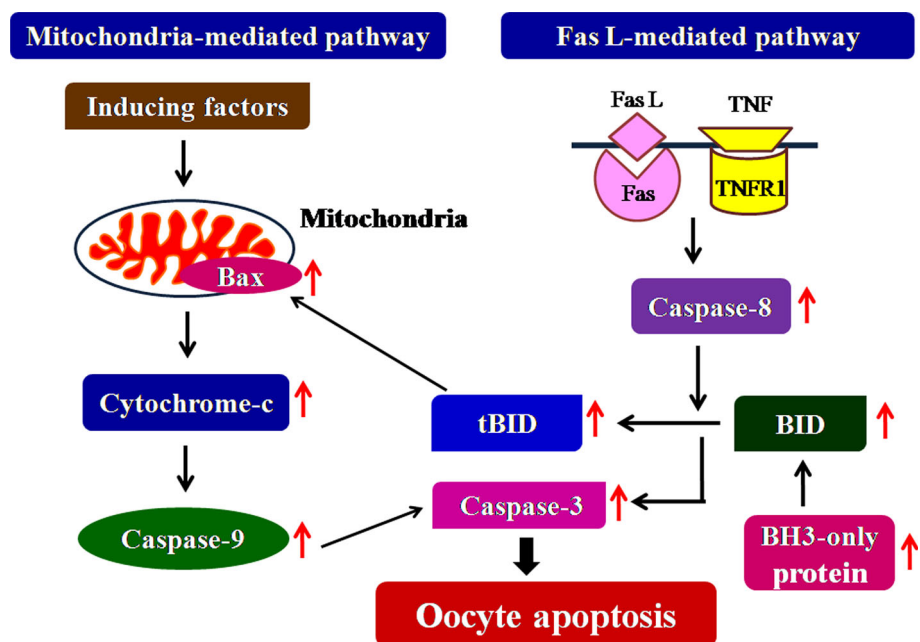 Mitochondria-mediated pathway
Fas L-mediated pathway
Inducing factors
Fas L
TNF
Fas
TNFR1
Mitochondria
Bax
Caspase-8
Cytochrome-c
tBID
BID
Caspase-9
Caspase-3
BH3-only
protein
Oocyte apoptosis